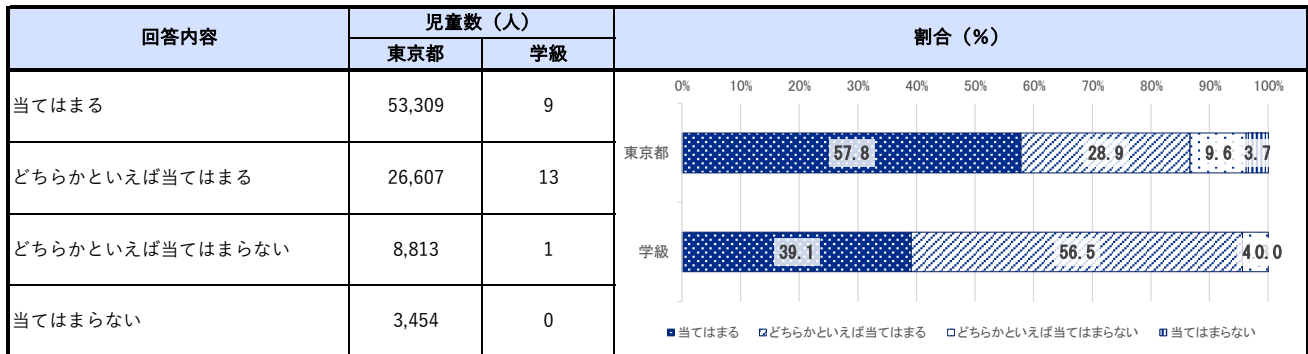 回答内容 児童数（人） 割合（％）
東京都 学級
当てはまる 53,309 9
どちらかといえば当てはまる 26,607 13
どちらかといえば当てはまらない 8,813 1
当てはまらない 3,454 0
0% 10% 20% 30% 40% 50% 60% 70% 80% 90% 100%
東京都 57.8 28.9 9.6 3.7
学級 39.1 56.5 0.0
当てはまる どちらかといえば当てはまる どちらかといえば当てはまらない 当てはまらない